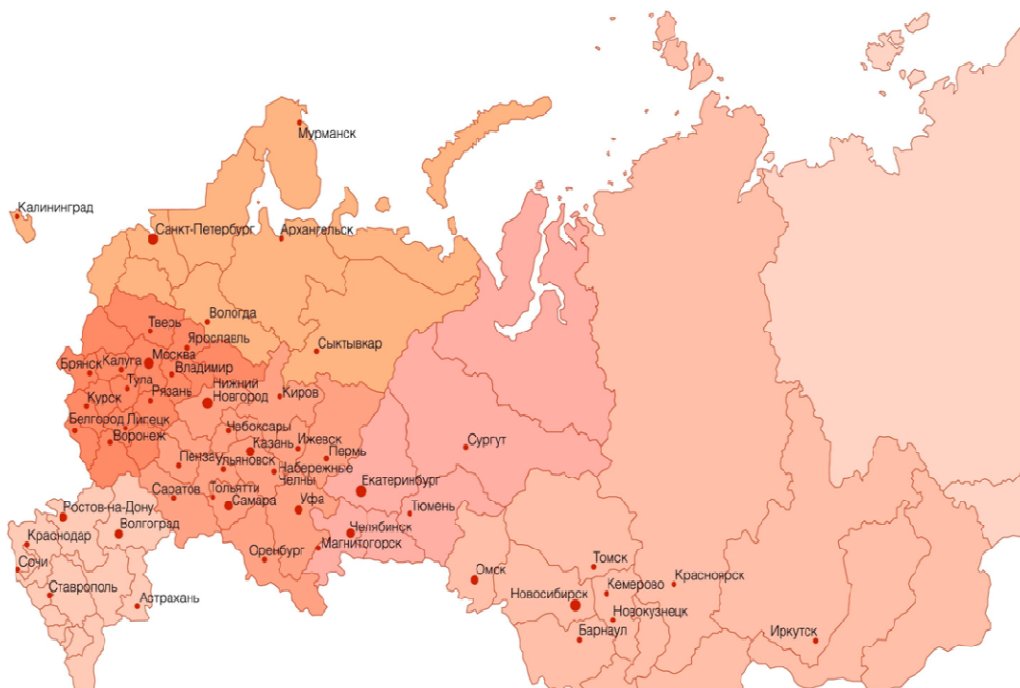 Мурманск
Калининград
Санкт-Петербург
Архангельск
Вологда
Тверь
Ярославль
Сыктывкар
Москва
Брянск
Калуга
Владимир
Тула
Рязань
Нижний
Новгород
Киров
Курск
Белгород
Липецк
Чебоксары
Воронеж
Казань
Ижевск
Сургут
Пермь
Пенза
Ульяновск
Набережные
Челны
Екатеринбург
Саратов
Тольятти
Самара
Уфа
Тюмень
Ростов-на-Дону
Волгоград
Челябинск
Краснодар
Магнитогорск
Оренбург
Сочи
Омск
Томск
Красноярск
Ставрополь
Астрахань
Новосибирск
Кемерово
Новокузнецк
Барнаул
Иркутск